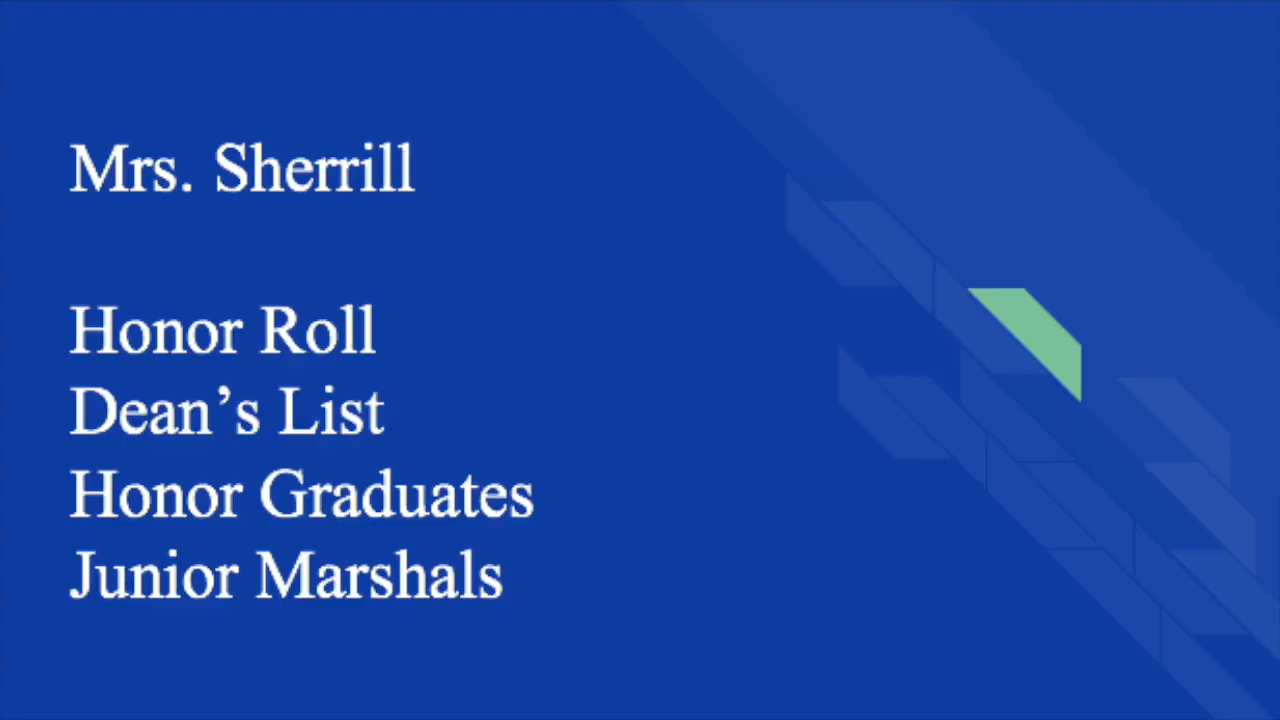 Mrs. Sherrill
Honor Roll
Dean’s List
Honor Graduates
Junior Marshals